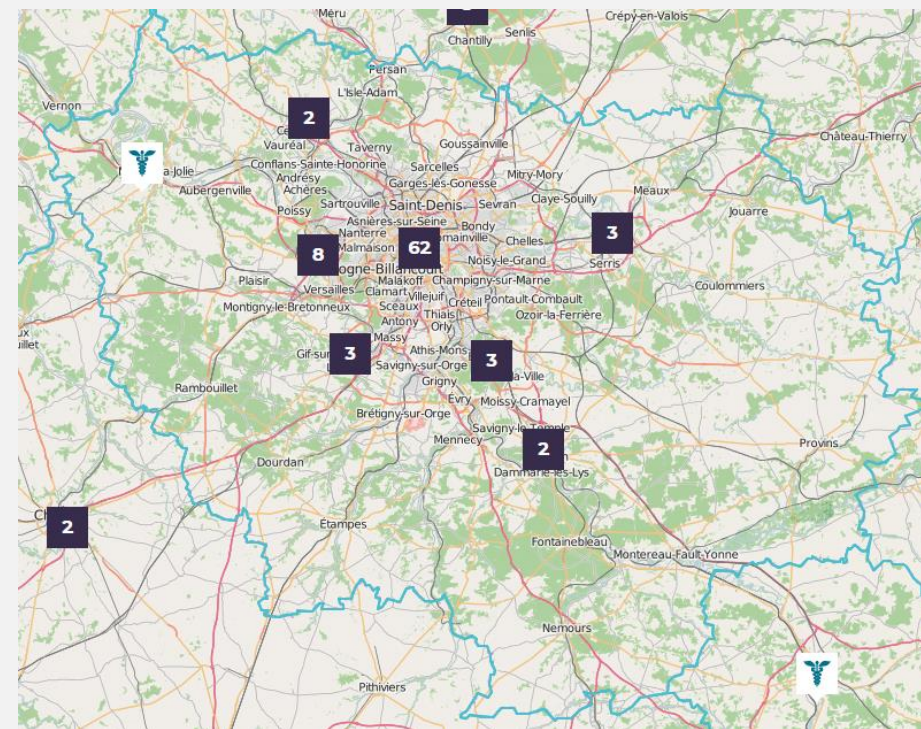 Méru
Crépy-en-Valois
Senlis
Chantilly
Persan
L'Isle-Adam
Vernon
2
Vauréal
Taverny
Goussainville
Château-Thierry
Conflans-Sainte-Honorine
Sarcelles
Mitry-Mory
Andrésy
Garges-lès-Gonesse
Meaux
Aubergenville
Achères
Claye-Souilly
Poissy
Sartrouville
Saint-Denis
Sevran
Jouarre
Asnières-sur-Seine
Bondy
Nanterre
3
Chelles
8
Malmaison
62
Noisy-le-Grand
Serris
Plaisir
Malakoff
Champigny-sur-Marne
Coulommiers
Versailles
Clamart
Villejuif
Créteil
Pontault-Combault
Montigny-le-Bretonneux
Sceaux
Thiais
Ozoir-la-Ferrière
Antony
Orly
Massy
3
Athis-Mons
3
Savigny-sur-Orge
Grigny
Rambouillet
Évry
Moissy-Cramayel
Brétigny-sur-Orge
Savigny-le-Temple
Mennecy
2
Provins
Dourdan
Dammarie-les-Lys
2
Étampes
Fontainebleau
Montereau-Fault-Yonne
Nemours
Pithiviers